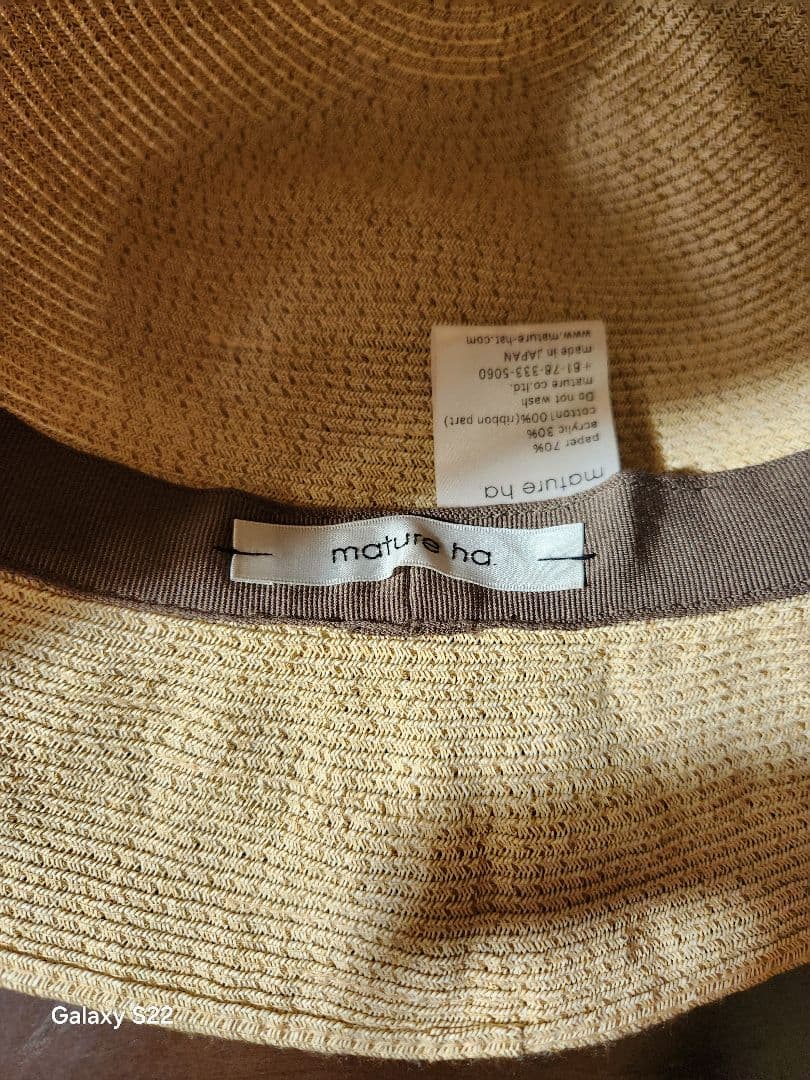 mature ha
paper 70%
acrylic 30%
cotton100%(ribbon part)
Do not wash
mature co.ltd.
+81-78-333-5060
made in JAPAN
www.mature-hat.com
mature ha.
Galaxy S22